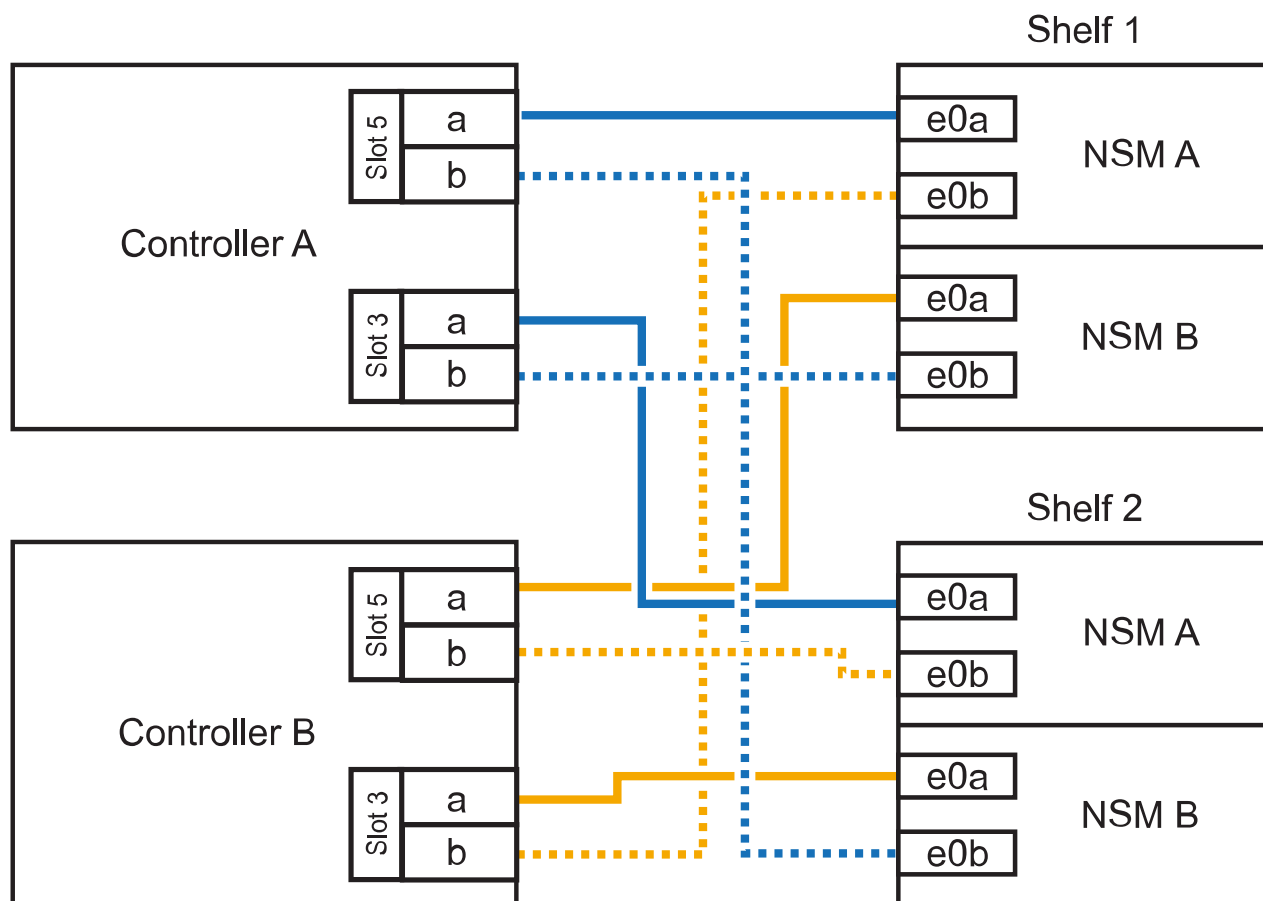 Shelf 1
Controller A
Slot 5
a
b
Slot 3
a
b
e0a
e0b
NSM A
e0a
e0b
NSM B
Shelf 2
Controller B
Slot 5
a
b
Slot 3
a
b
e0a
e0b
NSM A
e0a
e0b
NSM B